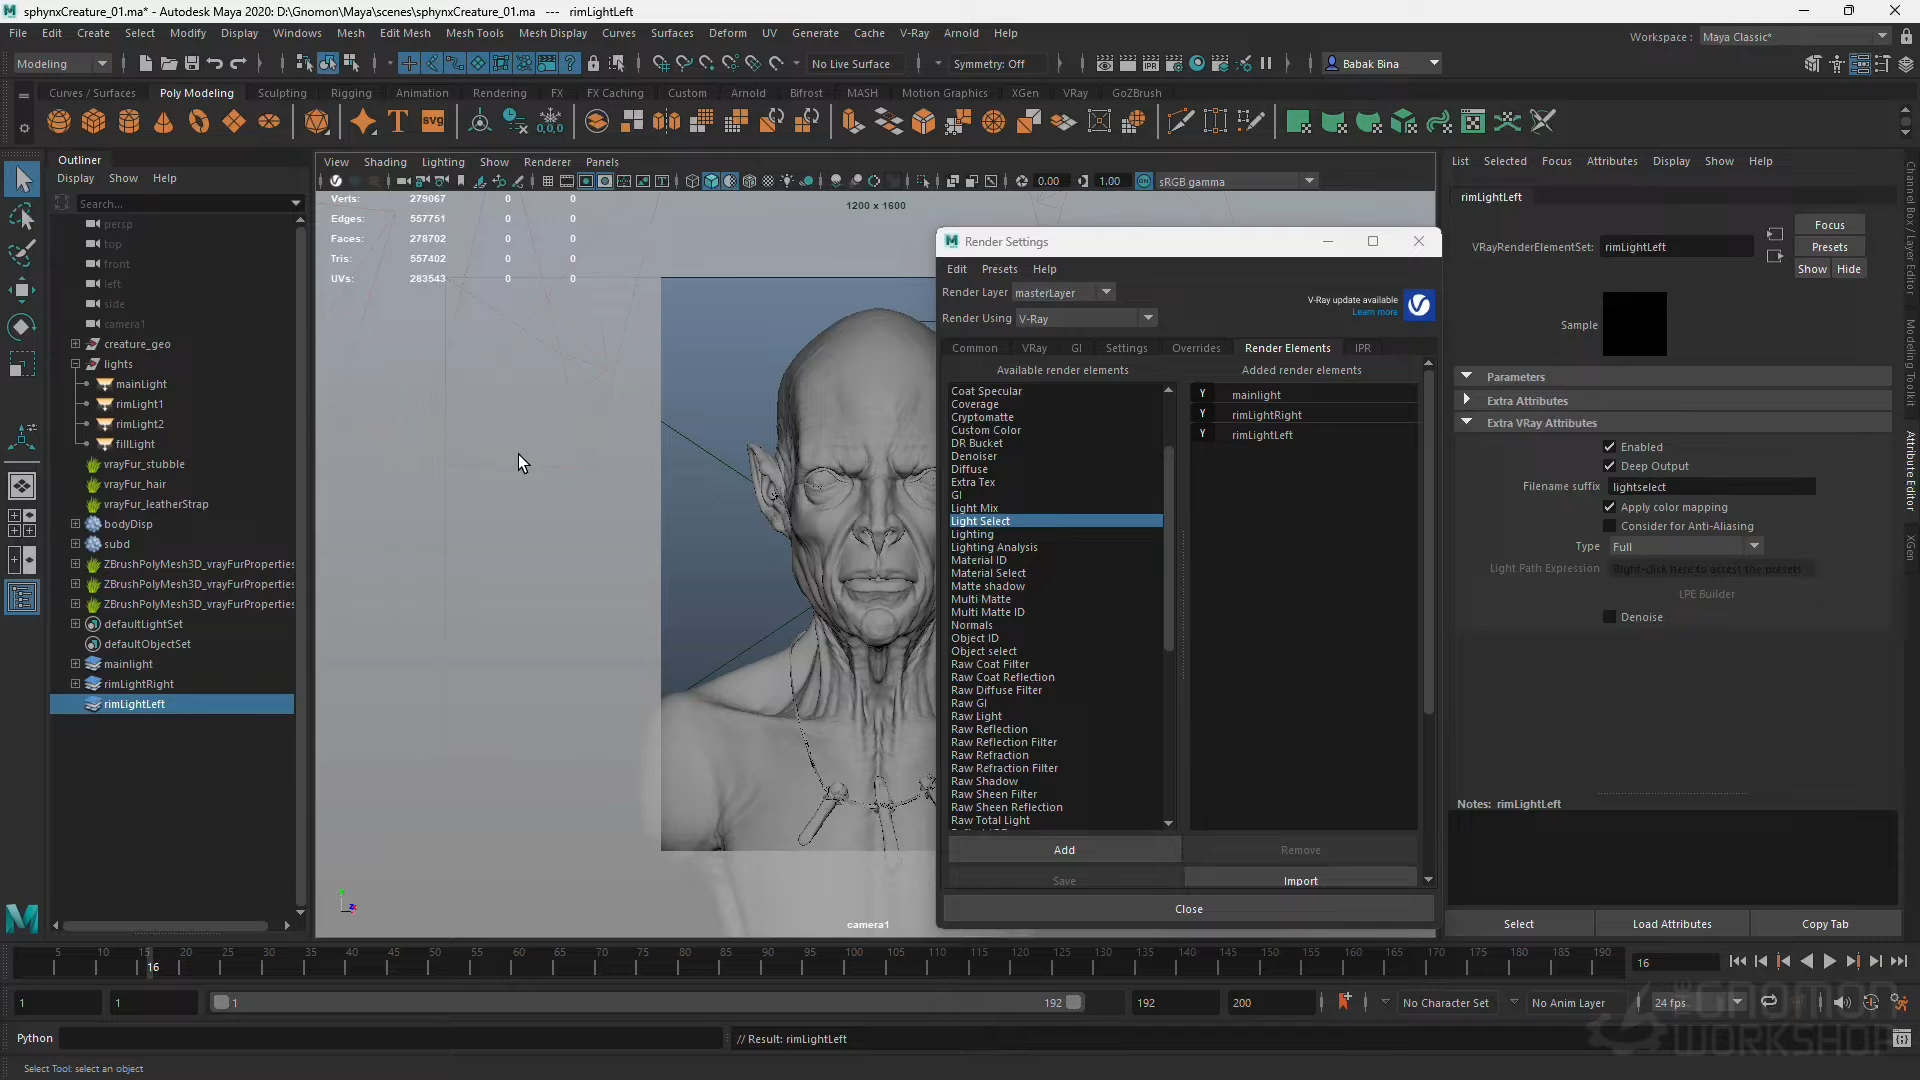 sphynxCreature_01.ma* - Autodesk Maya 2020: D:\Gnomon\Maya\scenes\sphynxCreature_01.ma --- rimLightLeft
File Edit Create Select Modify Display Windows Mesh Edit Mesh Mesh Tools Mesh Display Curves Surfaces Deform UV Generate Cache V-Ray Arnold Help
Workspace : Maya Classic*
Modeling No Live Surface Symmetry: Off Babak Bina
Curves / Surfaces Poly Modeling Sculpting Rigging Animation Rendering FX FX Caching Custom Arnold Bifrost MASH Motion Graphics XGen VRay GoZBrush
Outliner
Display Show Help
Search...
persp
top
front
left
side
camera1
creature_geo
lights
mainLight
rimLight1
rimLight2
fillLight
vrayFur_stubble
vrayFur_hair
vrayFur_leatherStrap
bodyDisp
subd
ZBrushPolyMesh3D_vrayFurProperties
ZBrushPolyMesh3D_vrayFurProperties
ZBrushPolyMesh3D_vrayFurProperties
defaultLightSet
defaultObjectSet
mainlight
rimLightRight
rimLightLeft
View Shading Lighting Show Renderer Panels
0.00 1.00 sRGB gamma
Verts: 279067 0 0
Edges: 557751 0 0
Faces: 278702 0 0
Tris: 557402 0 0
UVs: 283543 0 0
1200 x 1600
camera1
Render Settings
Edit Presets Help
Render Layer masterLayer
Render Using V-Ray
V-Ray update available
Learn more
Common VRay GI Settings Overrides Render Elements IPR
Available render elements
Coat Specular
Coverage
Cryptomatte
Custom Color
DR Bucket
Denoiser
Diffuse
Extra Tex
GI
Light Mix
Light Select
Lighting
Lighting Analysis
Material ID
Material Select
Matte shadow
Multi Matte
Multi Matte ID
Normals
Object ID
Object select
Raw Coat Filter
Raw Coat Reflection
Raw Diffuse Filter
Raw GI
Raw Light
Raw Reflection
Raw Reflection Filter
Raw Refraction
Raw Refraction Filter
Raw Shadow
Raw Sheen Filter
Raw Sheen Reflection
Raw Total Light
Added render elements
Y mainlight
Y rimLightRight
Y rimLightLeft
Add Remove
Save Import
Close
List Selected Focus Attributes Display Show Help
rimLightLeft
VRayRenderElementSet: rimLightLeft
Focus
Presets
Show Hide
Sample
Parameters
Extra Attributes
Extra VRay Attributes
Enabled
Deep Output
Filename suffix lightselect
Apply color mapping
Consider for Anti-Aliasing
Type Full
Light Path Expression Right-click here to access the presets
LPE Builder
Denoise
Notes: rimLightLeft
Select Load Attributes Copy Tab
Channel Box / Layer Editor
Modeling Toolkit
Attribute Editor
XGen
5 10 16 20 25 30 35 40 45 50 55 60 65 70 75 80 85 90 95 100 105 110 115 120 125 130 135 140 145 150 155 160 165 170 175 180 185 190
16
1 1 1 192 192 200 No Character Set No Anim Layer 24 fps
Python // Result: rimLightLeft
Select Tool: select an object
THE GNOMON WORKSHOP